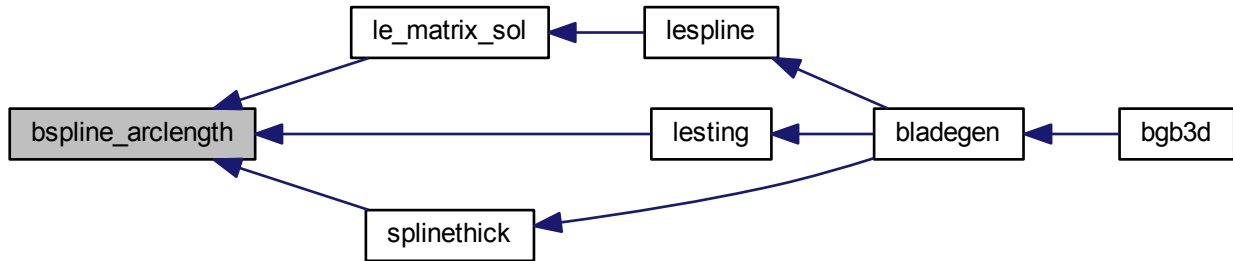 le_matrix_sol
lespline
bspline_arclength
lesting
bladegen
bgb3d
splinethick